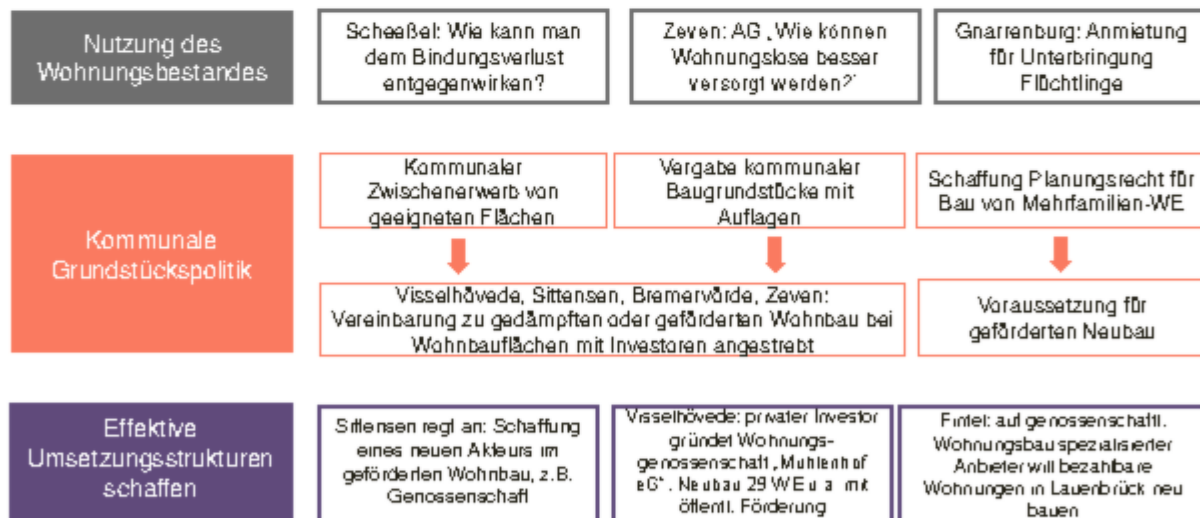 Nutzung des
Wohnungsbestandes
Scheeßel: Wie kann man
dem Bindungsverlust
entgegenwirken?
Zeven: AG „Wie können
Wohnungslose besser
versorgt werden?"
Gnarrenburg: Anmietung
für Unterbringung
Flüchtlinge
Kommunale
Grundstückspolitik
Kommunaler
Zwischenerwerb von
geeigneten Flächen
Vergabe kommunaler
Baugrundstücke mit
Auflagen
Schaffung Planungsrecht für
Bau von Mehrfamilien-WE
Visselhövede, Sittensen, Bremervörde, Zeven:
Vereinbarung zu gedämpften oder geförderten Wohnbau bei
Wohnbauflächen mit Investoren angestrebt
Voraussetzung für
geförderten Neubau
Effektive
Umsetzungsstrukturen
schaffen
Sittensen regt an: Schaffung
eines neuen Akteurs im
geförderten Wohnbau, z.B.
Genossenschaft
Visselhövede: privater Investor
gründet Wohnungs-
genossenschaft „Mühlenhof
eG". Neubau 29 WE u.a. mit
öffentl. Förderung
Fintel: auf genossenschaftl.
Wohnungsbau spezialisierter
Anbieter will bezahlbare
Wohnungen in Lauenbrück neu
bauen